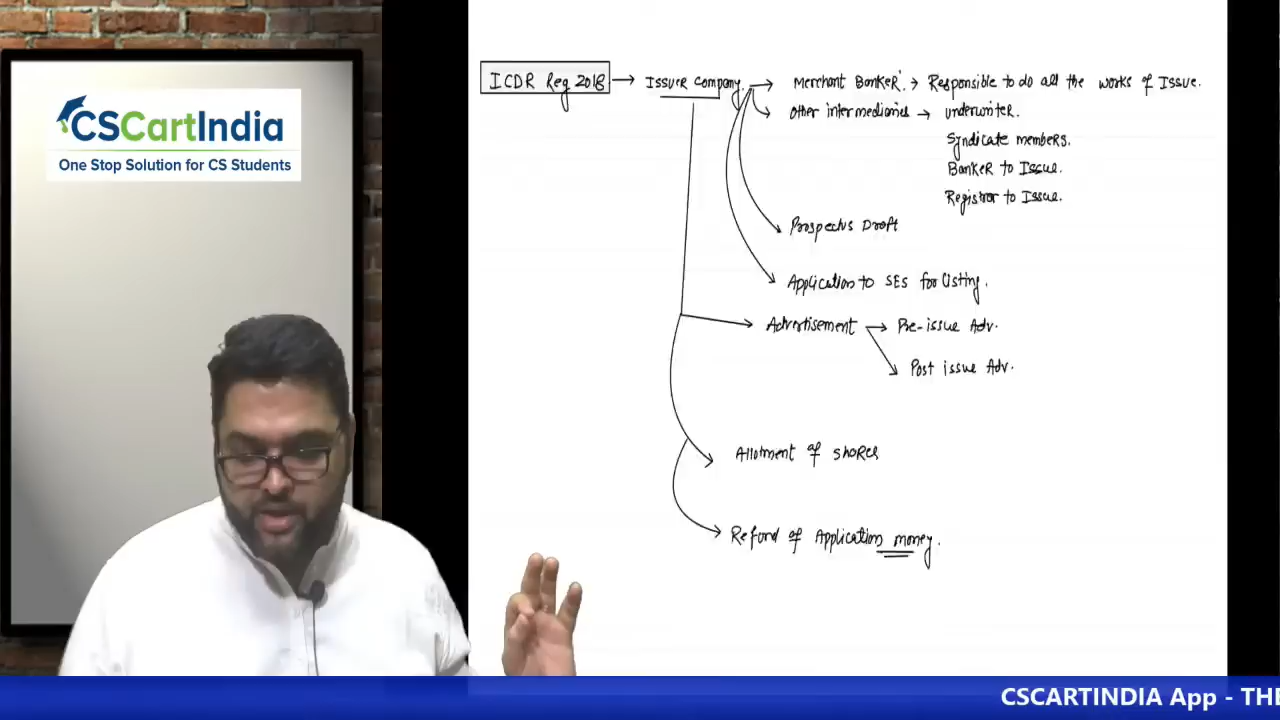 CSCartIndia
One Stop Solution for CS Students
ICDR Reg 2018 → Issuer Company → Merchant Banker. → Responsible to do all the works of Issue.
Other intermediaries → underwriter.
Syndicate members.
Banker to Issue.
Registror to Issue.
Prospectus Draft
Application to SEs for listing.
Advertisement → Pre-issue Adv.
Post issue Adv.
Allotment of shares
Refund of Application money.
CSCARTINDIA App - THE